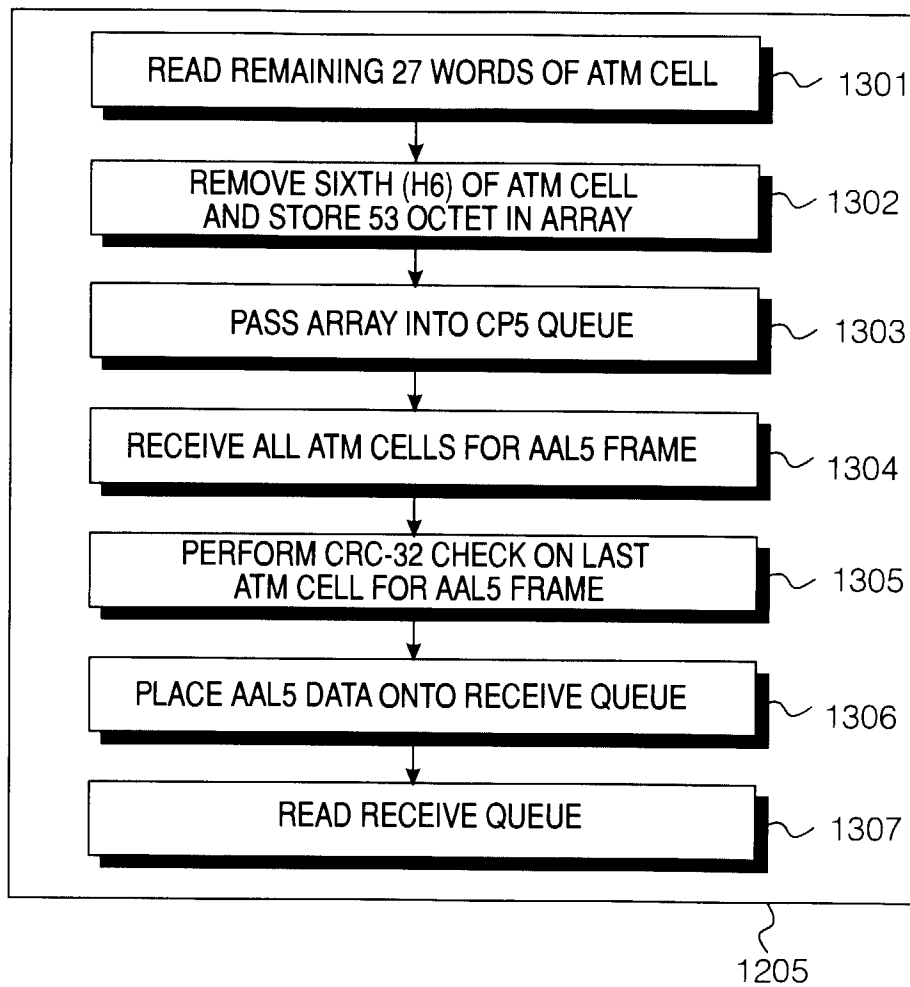 READ REMAINING 27 WORDS OF ATM CELL
1301
REMOVE SIXTH (H6) OF ATM CELL
AND STORE 53 OCTET IN ARRAY
1302
PASS ARRAY INTO CP5 QUEUE
1303
RECEIVE ALL ATM CELLS FOR AAL5 FRAME
1304
PERFORM CRC-32 CHECK ON LAST
ATM CELL FOR AAL5 FRAME
1305
PLACE AAL5 DATA ONTO RECEIVE QUEUE
1306
READ RECEIVE QUEUE
1307
1205